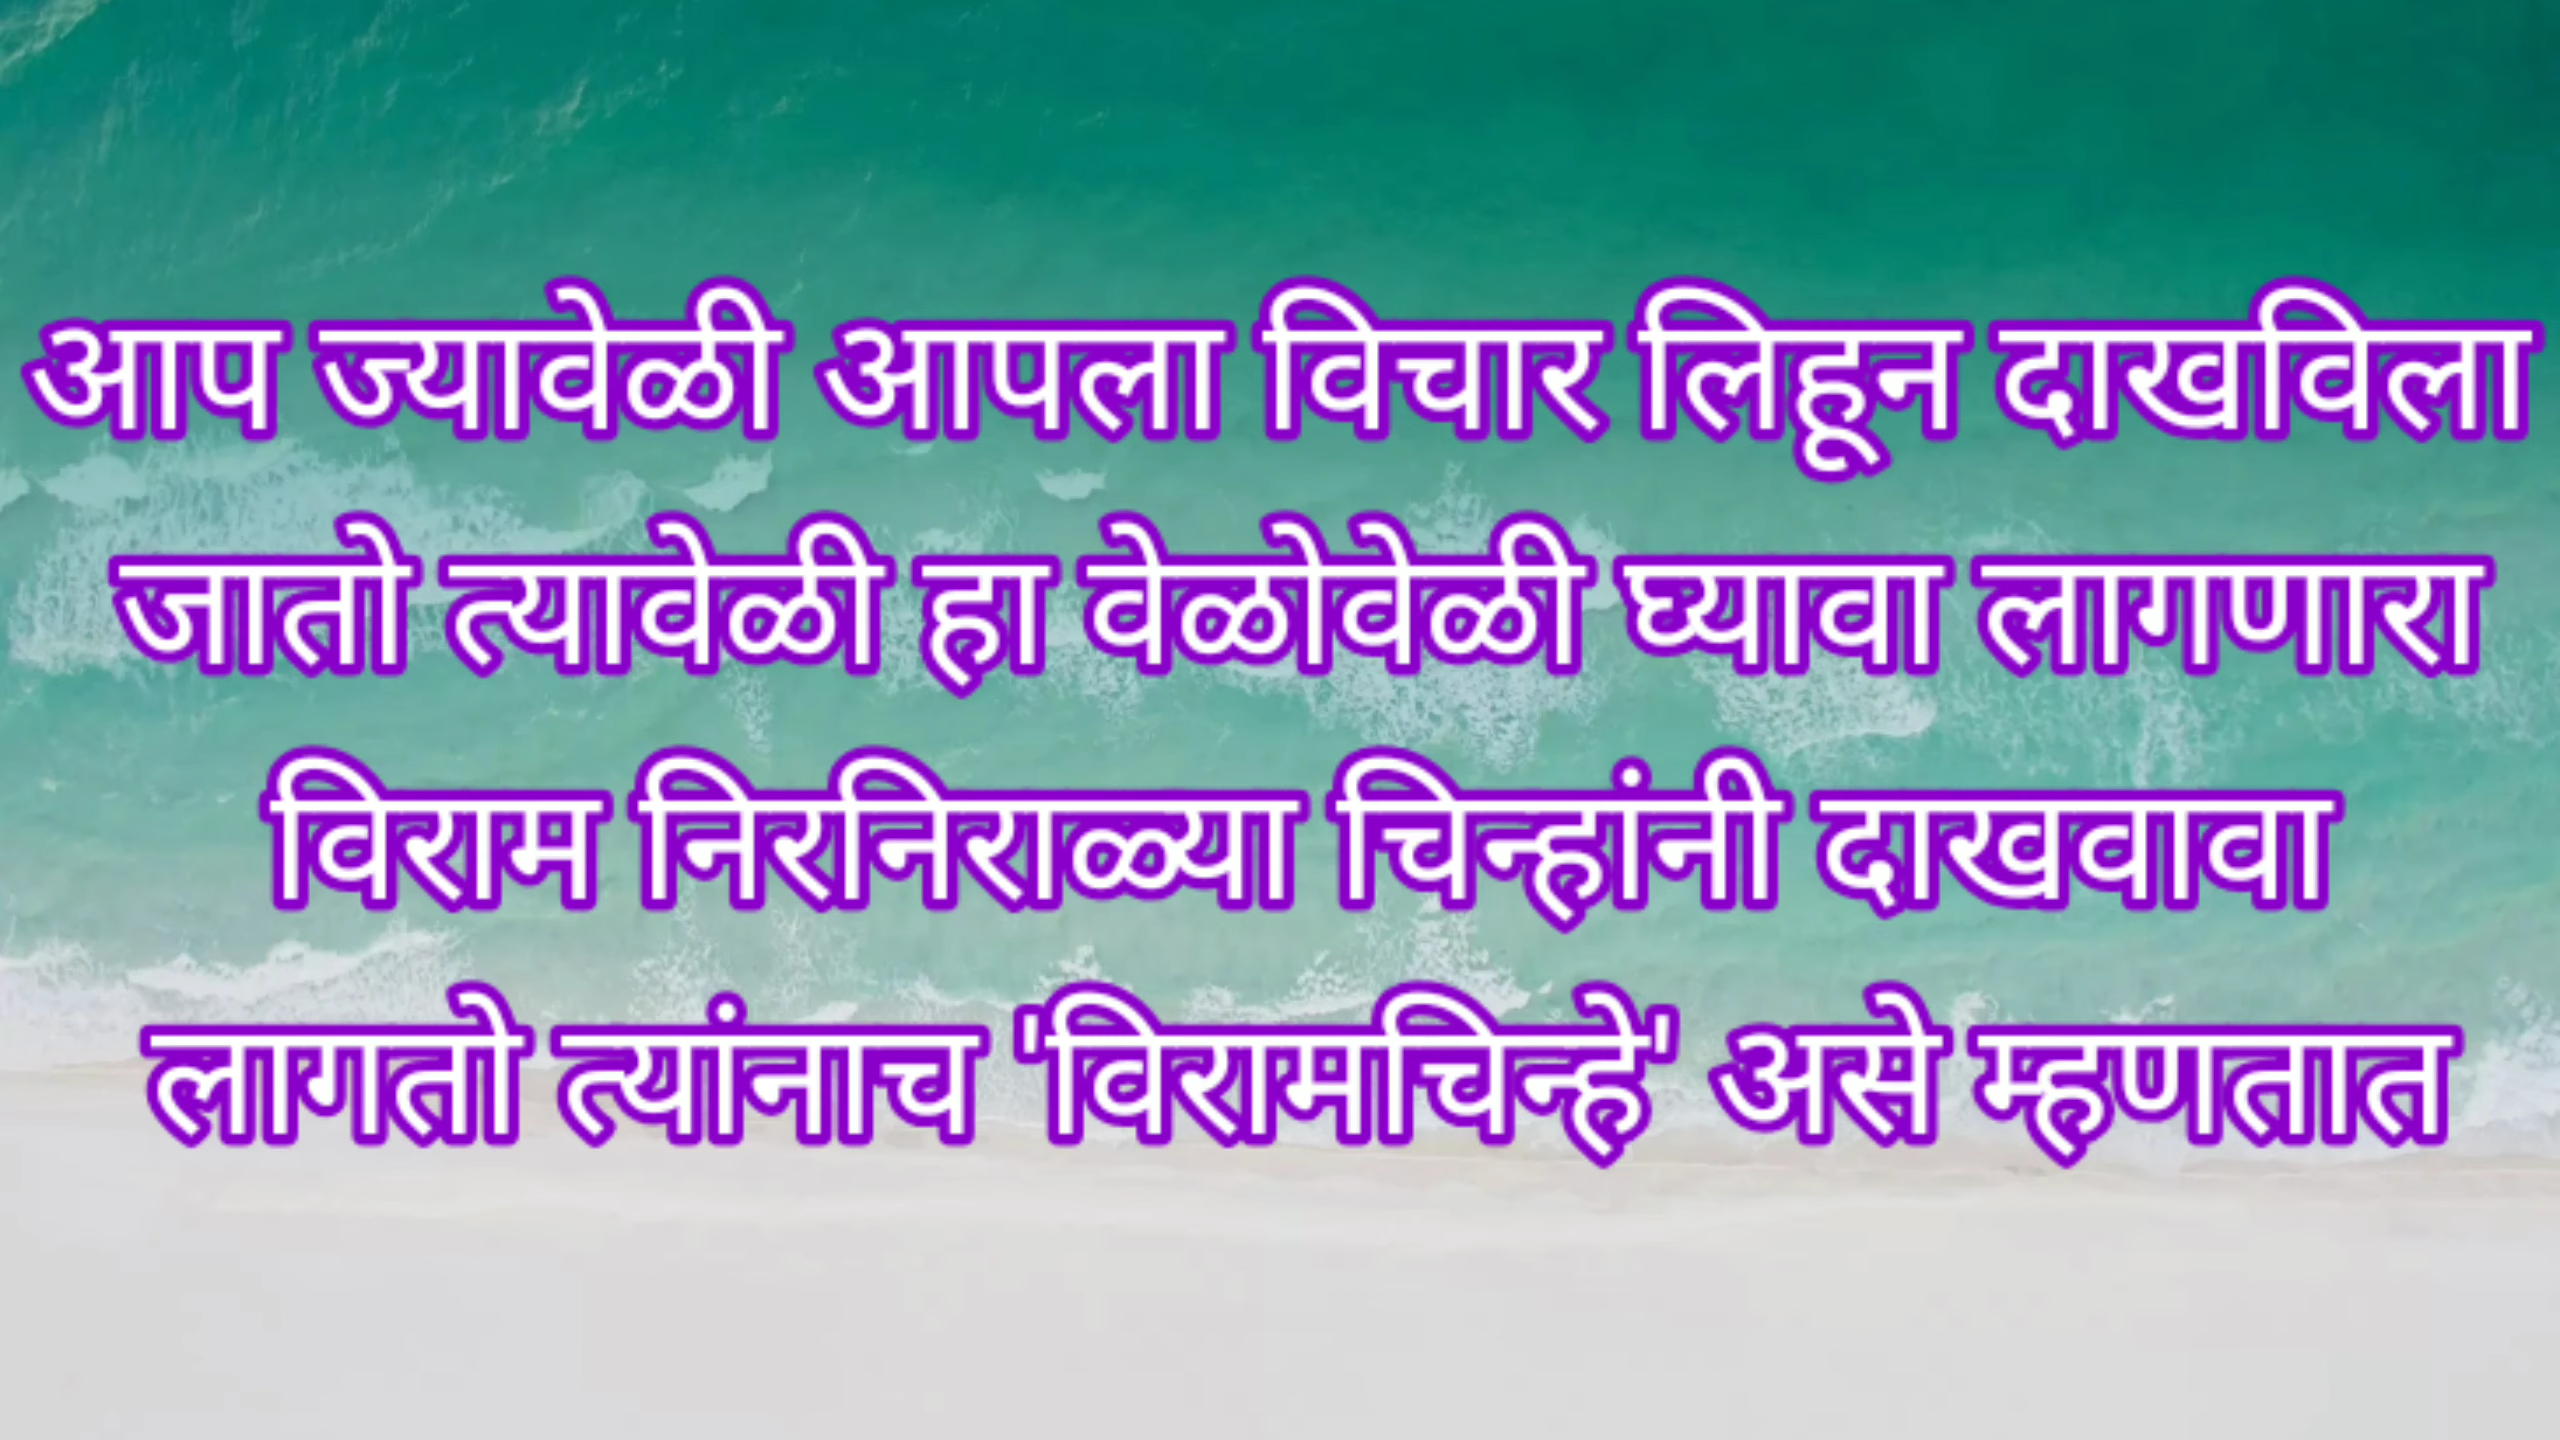 आप ज्यावेळी आपला विचार लिहून दाखविला
जातो त्यावेळी हा वेळोवेळी घ्यावा लागणारा
विराम निरनिराळ्या चिन्हांनी दाखवावा
लागतो त्यांनाच 'विरामचिन्हे' असे म्हणतात